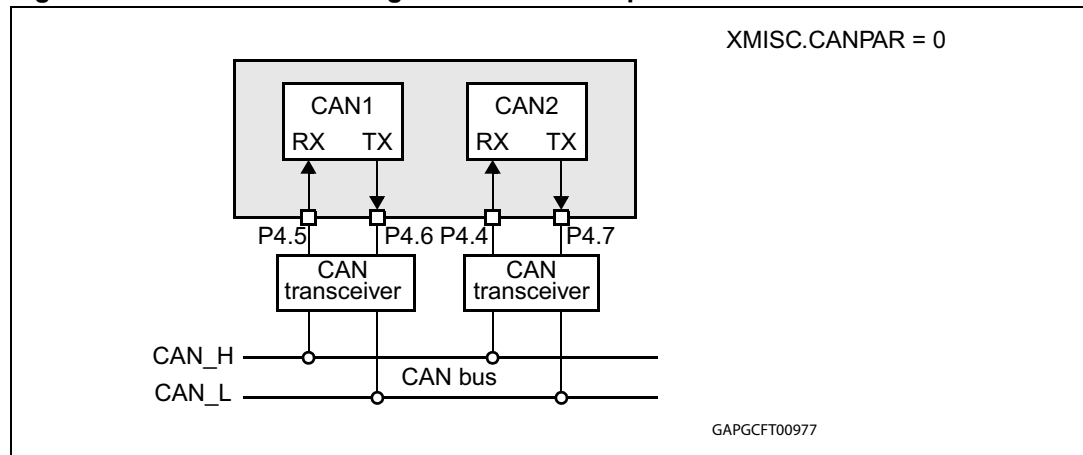 XMISC.CANPAR = 0
CAN1 CAN2
RX TX RX TX
P4.5 P4.6 P4.4 P4.7
CAN transceiver CAN transceiver
CAN_H
CAN bus
CAN_L
GAPGCFT00977